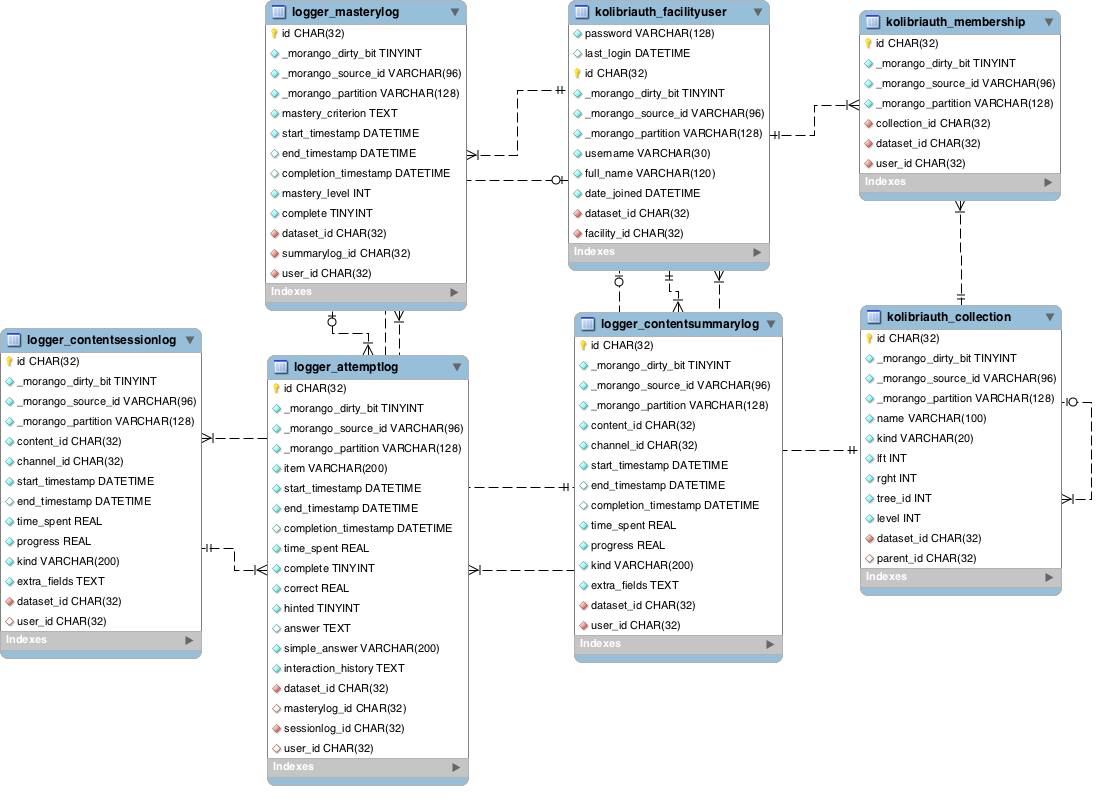 logger_masterylog
id CHAR(32)
_morango_dirty_bit TINYINT
_morango_source_id VARCHAR(96)
_morango_partition VARCHAR(128)
mastery_criterion TEXT
start_timestamp DATETIME
end_timestamp DATETIME
completion_timestamp DATETIME
mastery_level INT
complete TINYINT
dataset_id CHAR(32)
summarylog_id CHAR(32)
user_id CHAR(32)
Indexes
kolibriauth_facilityuser
password VARCHAR(128)
last_login DATETIME
id CHAR(32)
_morango_dirty_bit TINYINT
_morango_source_id VARCHAR(96)
_morango_partition VARCHAR(128)
username VARCHAR(30)
full_name VARCHAR(120)
date_joined DATETIME
dataset_id CHAR(32)
facility_id CHAR(32)
Indexes
kolibriauth_membership
id CHAR(32)
_morango_dirty_bit TINYINT
_morango_source_id VARCHAR(96)
_morango_partition VARCHAR(128)
collection_id CHAR(32)
dataset_id CHAR(32)
user_id CHAR(32)
Indexes
logger_contentsessionlog
id CHAR(32)
_morango_dirty_bit TINYINT
_morango_source_id VARCHAR(96)
_morango_partition VARCHAR(128)
content_id CHAR(32)
channel_id CHAR(32)
start_timestamp DATETIME
end_timestamp DATETIME
time_spent REAL
progress REAL
kind VARCHAR(200)
extra_fields TEXT
dataset_id CHAR(32)
user_id CHAR(32)
Indexes
logger_attemptlog
id CHAR(32)
_morango_dirty_bit TINYINT
_morango_source_id VARCHAR(96)
_morango_partition VARCHAR(128)
item VARCHAR(200)
start_timestamp DATETIME
end_timestamp DATETIME
completion_timestamp DATETIME
time_spent REAL
complete TINYINT
correct REAL
hinted TINYINT
answer TEXT
simple_answer VARCHAR(200)
interaction_history TEXT
dataset_id CHAR(32)
masterylog_id CHAR(32)
sessionlog_id CHAR(32)
user_id CHAR(32)
Indexes
logger_contentsummarylog
id CHAR(32)
_morango_dirty_bit TINYINT
_morango_source_id VARCHAR(96)
_morango_partition VARCHAR(128)
content_id CHAR(32)
channel_id CHAR(32)
start_timestamp DATETIME
end_timestamp DATETIME
completion_timestamp DATETIME
time_spent REAL
progress REAL
kind VARCHAR(200)
extra_fields TEXT
dataset_id CHAR(32)
user_id CHAR(32)
Indexes
kolibriauth_collection
id CHAR(32)
_morango_dirty_bit TINYINT
_morango_source_id VARCHAR(96)
_morango_partition VARCHAR(128)
name VARCHAR(100)
kind VARCHAR(20)
lft INT
rght INT
tree_id INT
level INT
dataset_id CHAR(32)
parent_id CHAR(32)
Indexes